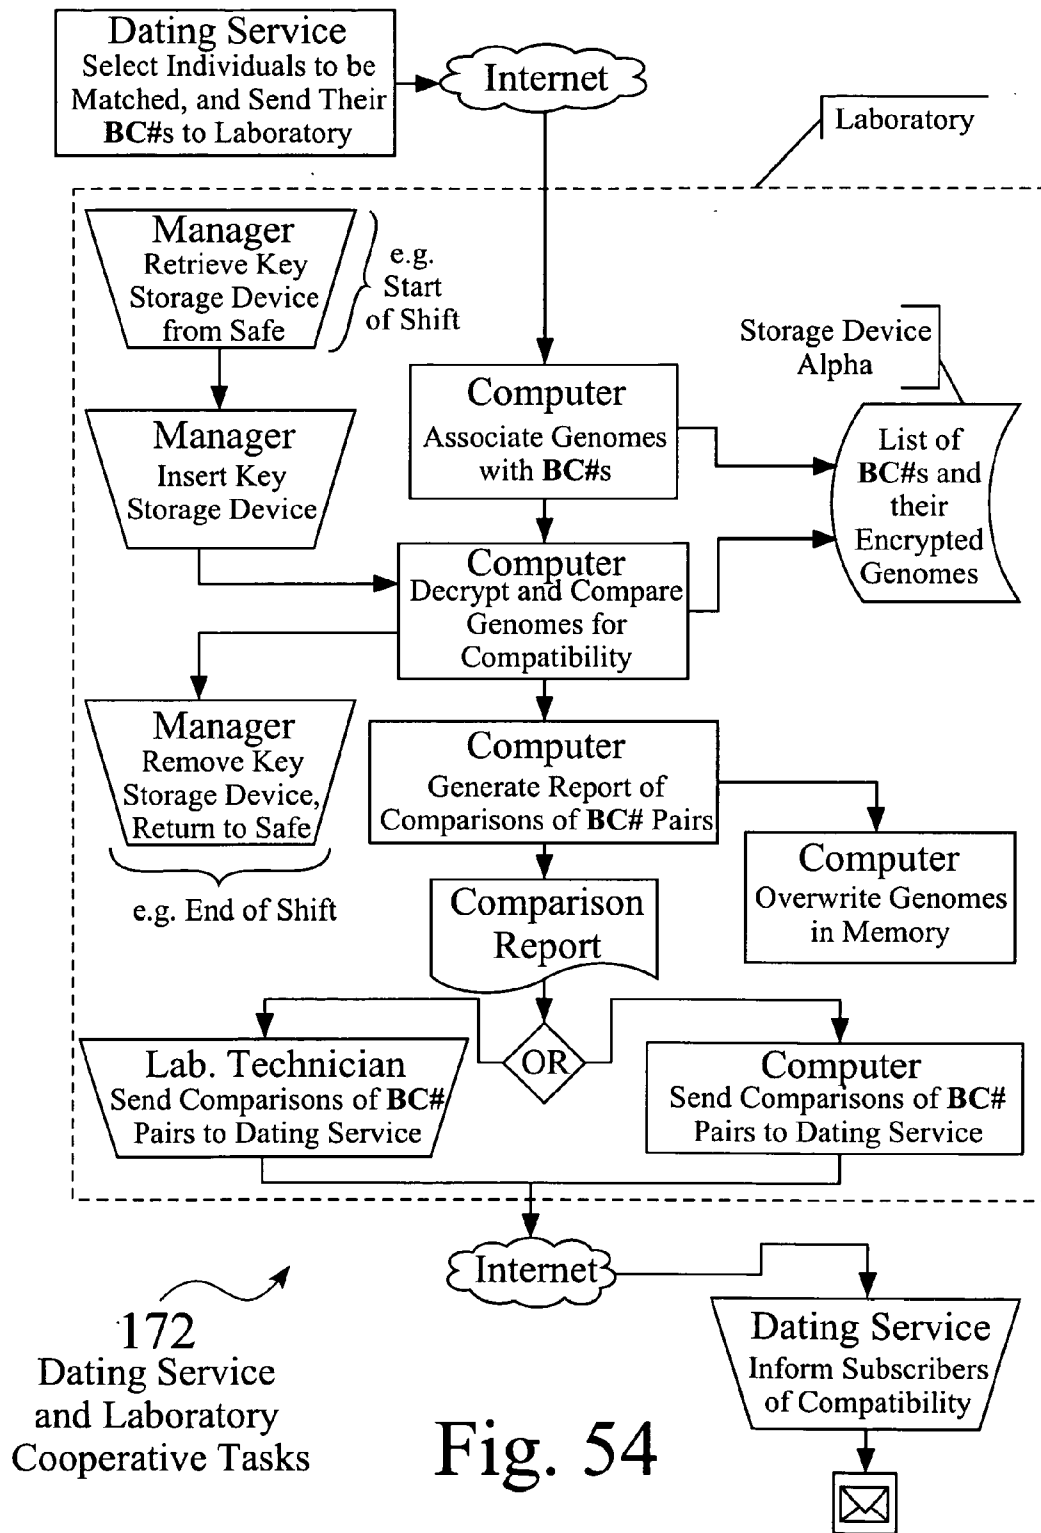 Dating Service
Select Individuals to be
Matched, and Send Their
BC#s to Laboratory
Internet
Laboratory
Manager
Retrieve Key
Storage Device
from Safe
e.g.
Start
of Shift
Storage Device
Alpha
Computer
Associate Genomes
with BC#s
List of
BC#s and
their
Encrypted
Genomes
Manager
Insert Key
Storage Device
Computer
Decrypt and Compare
Genomes for
Compatibility
Manager
Remove Key
Storage Device,
Return to Safe
e.g. End of Shift
Computer
Generate Report of
Comparisons of BC# Pairs
Computer
Overwrite Genomes
in Memory
Comparison
Report
OR
Lab. Technician
Send Comparisons of BC#
Pairs to Dating Service
Computer
Send Comparisons of BC#
Pairs to Dating Service
Internet
Dating Service
Inform Subscribers
of Compatibility
172
Dating Service
and Laboratory
Cooperative Tasks
Fig. 54